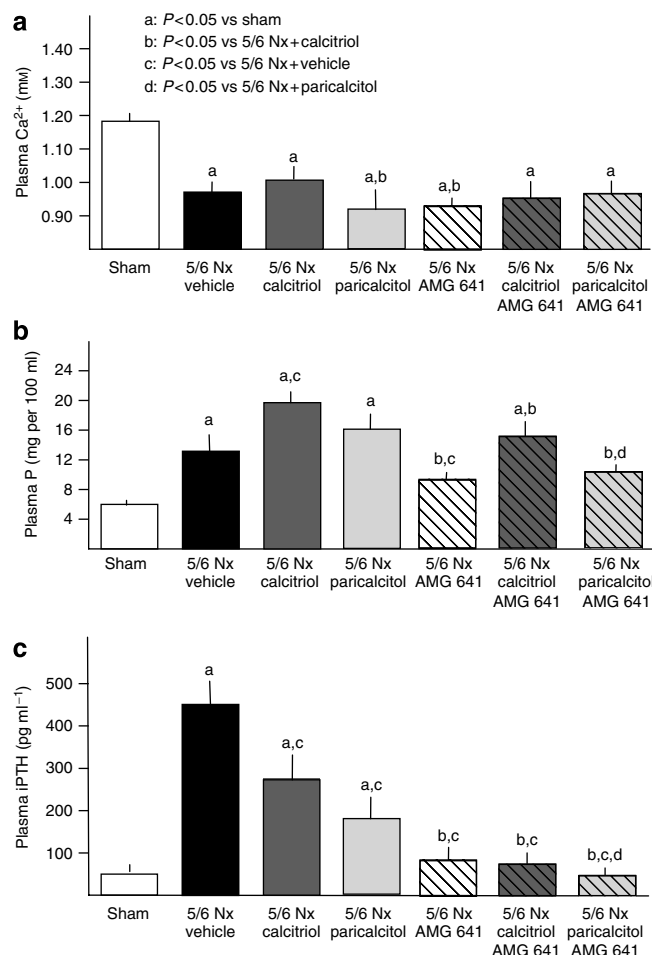 a
a: P<0.05 vs sham
b: P<0.05 vs 5/6 Nx+calcitriol
c: P<0.05 vs 5/6 Nx+vehicle
d: P<0.05 vs 5/6 Nx+paricalcitol
Plasma Ca²⁺ (mM)
1.40
1.30
1.20
1.10
1.00
0.90
a
a
a,b
a,b
a
a
Sham
5/6 Nx
vehicle
5/6 Nx
calcitriol
5/6 Nx
paricalcitol
5/6 Nx
AMG 641
5/6 Nx
calcitriol
AMG 641
5/6 Nx
paricalcitol
AMG 641
b
Plasma P (mg per 100 ml)
24
20
16
12
8
4
a
a,c
a
b,c
a,b
b,d
Sham
5/6 Nx
vehicle
5/6 Nx
calcitriol
5/6 Nx
paricalcitol
5/6 Nx
AMG 641
5/6 Nx
calcitriol
AMG 641
5/6 Nx
paricalcitol
AMG 641
c
Plasma iPTH (pg ml⁻¹)
500
400
300
200
100
a
a,c
a,c
b,c
b,c
b,c,d
Sham
5/6 Nx
vehicle
5/6 Nx
calcitriol
5/6 Nx
paricalcitol
5/6 Nx
AMG 641
5/6 Nx
calcitriol
AMG 641
5/6 Nx
paricalcitol
AMG 641